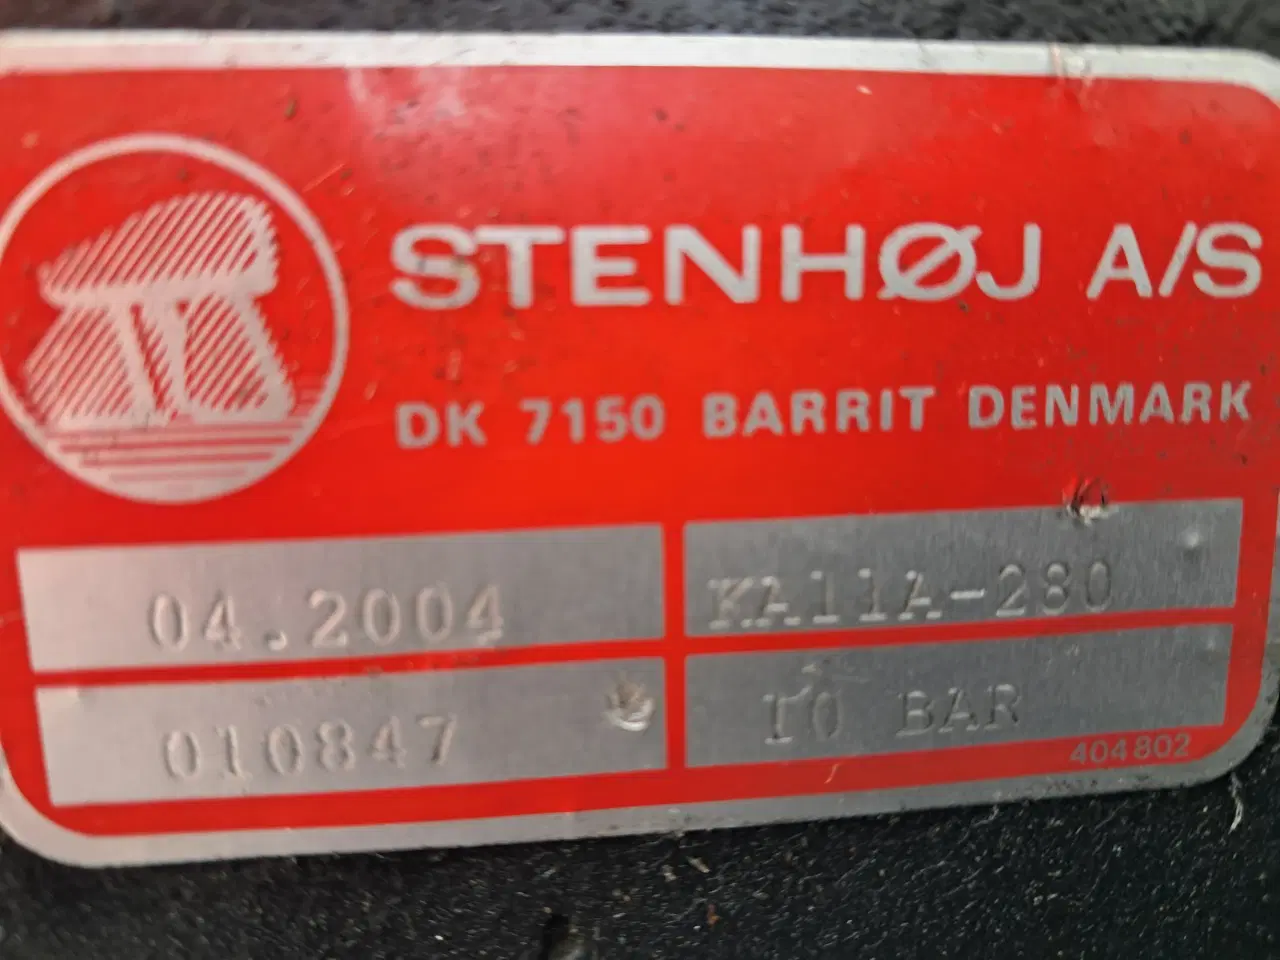 STENHØJ A/S
DK 7150 BARRIT DENMARK
04.2004
KA11A-280
010847
10 BAR
404802